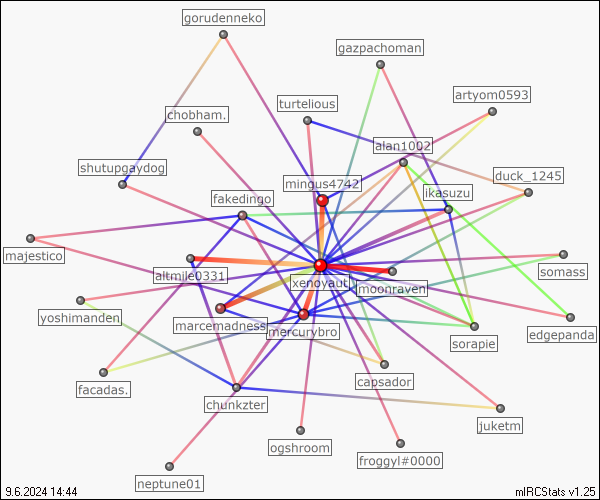 gorudenneko
gazpachoman
artyom0593
turtelious
chobham.
alan1002
shutupgaydog
duck_1245
mingus4742
ikasuzu
fakedingo
majestico
somass
altmile0331
xenoyaut
moonraven
yoshimanden
marcemadness
mercurybro
edgepanda
sorapie
facadas.
capsador
chunkzter
juketm
ogshroom
froggyl#0000
neptune01
9.6.2024 14:44
mIRCStats v1.25